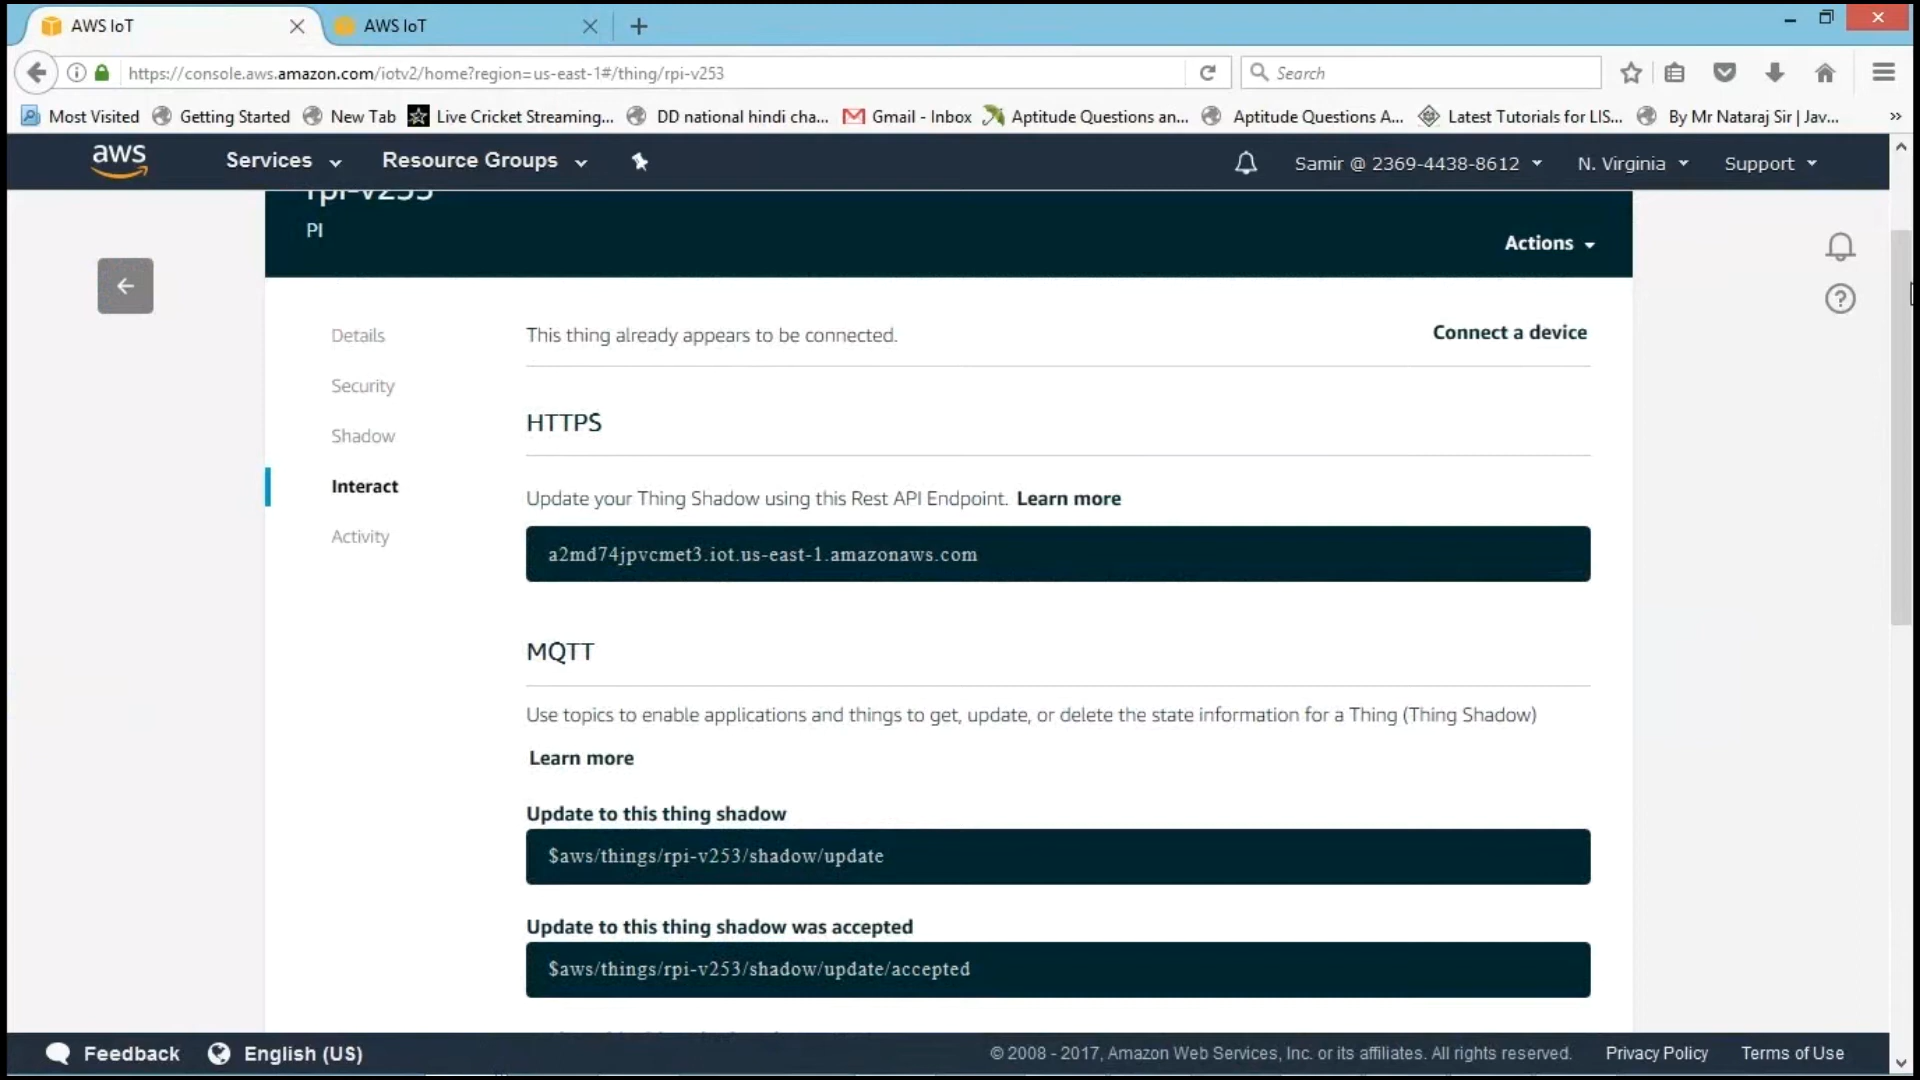 AWS IoT
AWS IoT
https://console.aws.amazon.com/iotv2/home?region=us-east-1#/thing/rpi-v253
Search
Most Visited
Getting Started
New Tab
Live Cricket Streaming...
DD national hindi cha...
Gmail - Inbox
Aptitude Questions an...
Aptitude Questions A...
Latest Tutorials for LIS...
By Mr Nataraj Sir | Jav...
aws
Services
Resource Groups
Samir @ 2369-4438-8612
N. Virginia
Support
rpi-v253
PI
Actions
Details
Security
Shadow
Interact
Activity
This thing already appears to be connected.
Connect a device
HTTPS
Update your Thing Shadow using this Rest API Endpoint. Learn more
a2md74jpvcmet3.iot.us-east-1.amazonaws.com
MQTT
Use topics to enable applications and things to get, update, or delete the state information for a Thing (Thing Shadow)
Learn more
Update to this thing shadow
$aws/things/rpi-v253/shadow/update
Update to this thing shadow was accepted
$aws/things/rpi-v253/shadow/update/accepted
Feedback
English (US)
© 2008 - 2017, Amazon Web Services, Inc. or its affiliates. All rights reserved.
Privacy Policy
Terms of Use